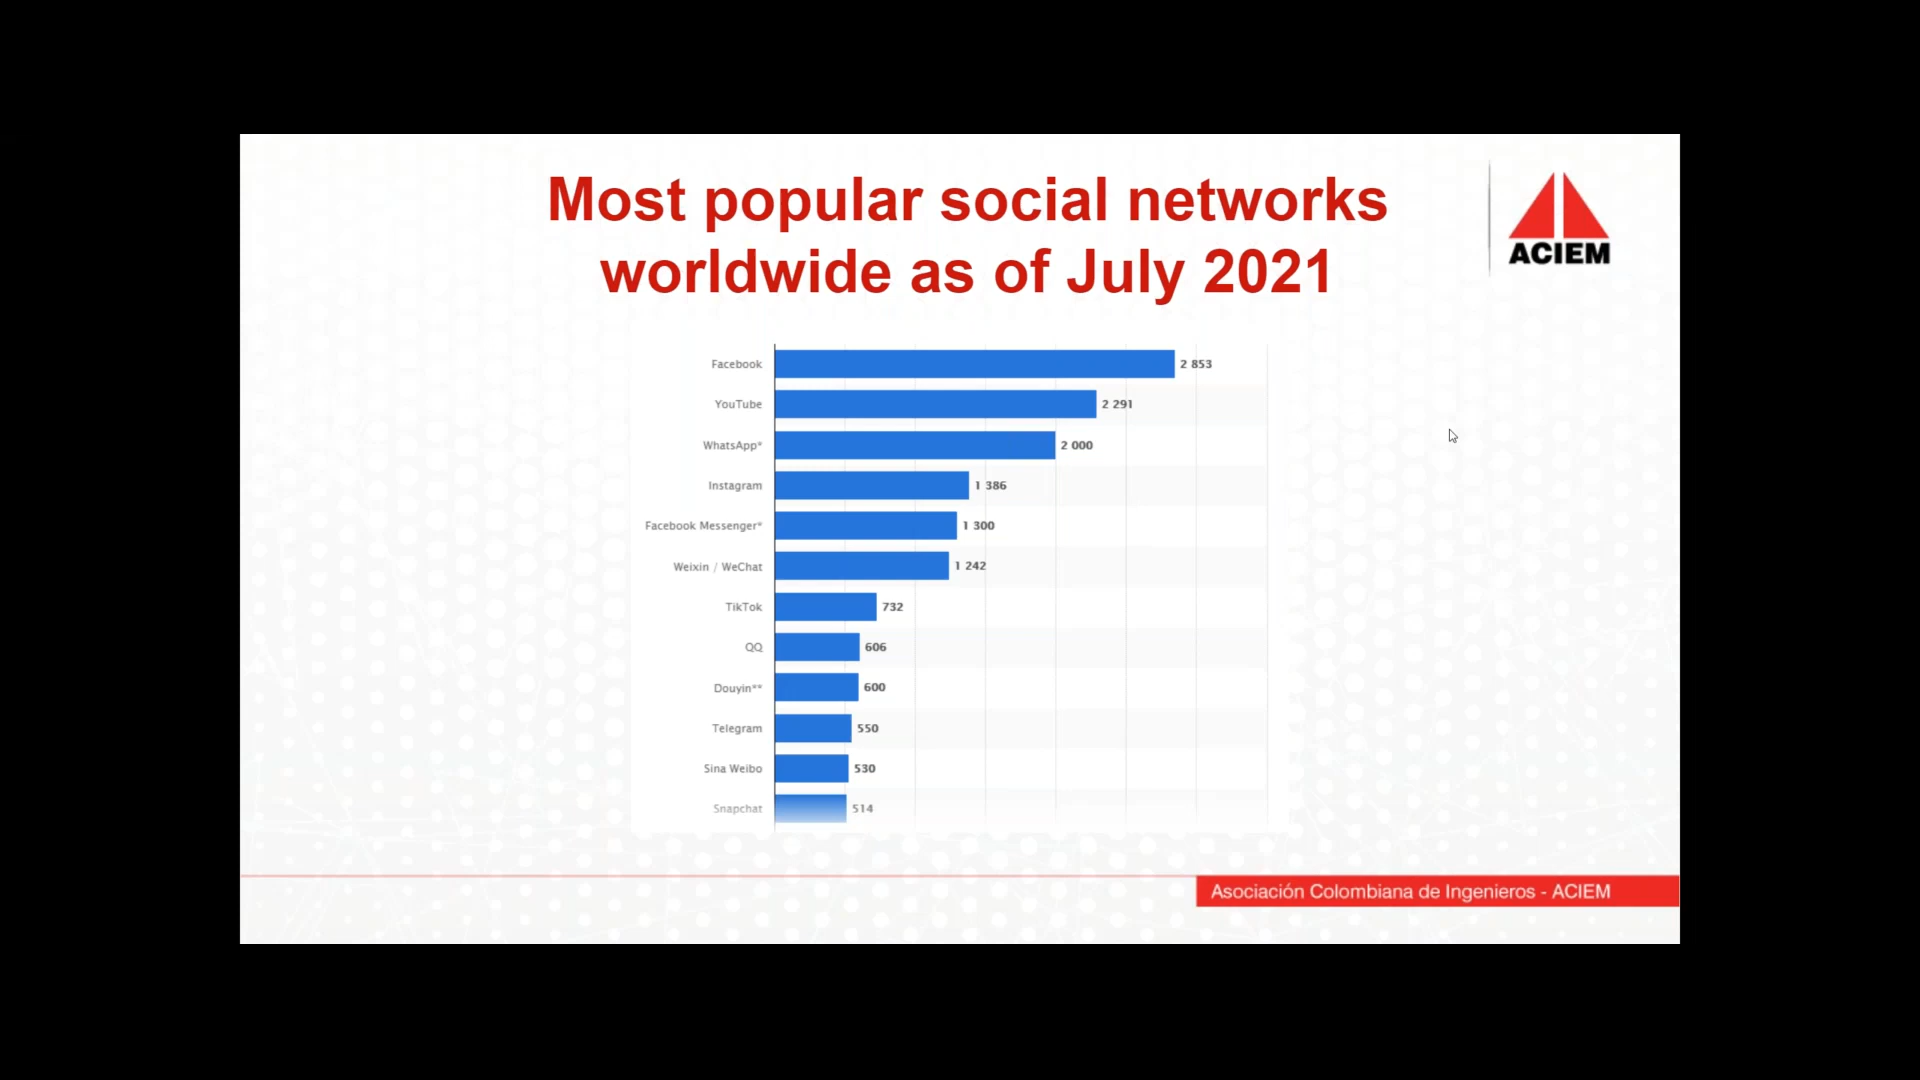 Most popular social networks
worldwide as of July 2021
ACIEM
Facebook 2 853
YouTube 2 291
WhatsApp* 2 000
Instagram 1 386
Facebook Messenger* 1 300
Weixin / WeChat 1 242
TikTok 732
QQ 606
Douyin** 600
Telegram 550
Sina Weibo 530
Snapchat 514
Asociación Colombiana de Ingenieros - ACIEM